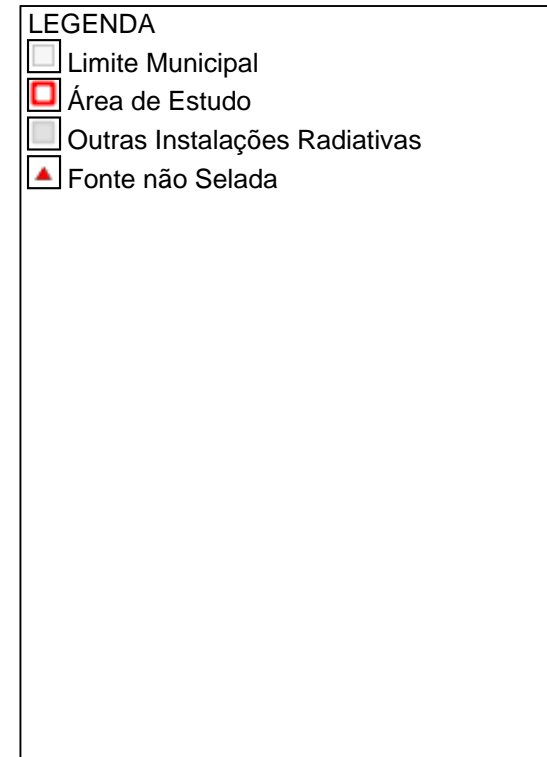 LEGENDA
Limite Municipal
Área de Estudo
Outras Instalações Radiativas
Fonte não Selada